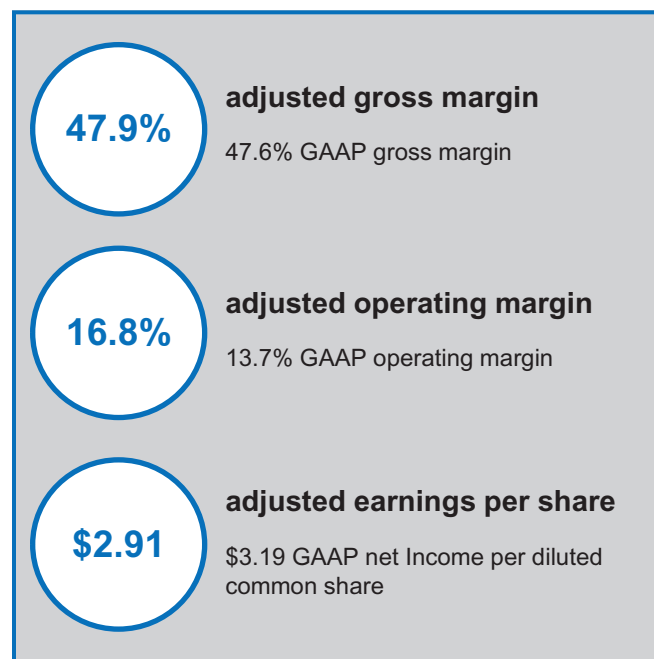 47.9%
adjusted gross margin
47.6% GAAP gross margin
16.8%
adjusted operating margin
13.7% GAAP operating margin
$2.91
adjusted earnings per share
$3.19 GAAP net Income per diluted
common share